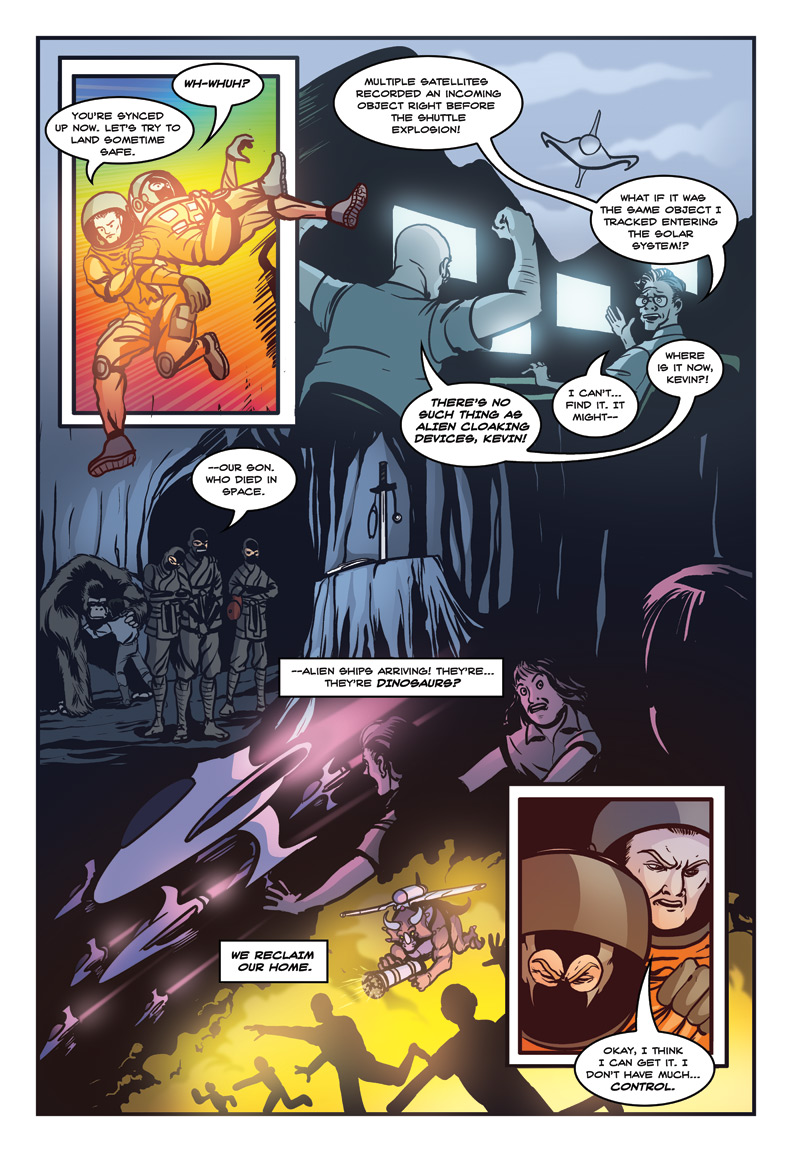 WH-WHUH?
YOU'RE SYNCED
UP NOW. LET'S TRY TO
LAND SOMETIME
SAFE.
MULTIPLE SATELLITES
RECORDED AN INCOMING
OBJECT RIGHT BEFORE
THE SHUTTLE
EXPLOSION!
WHAT IF IT WAS
THE SAME OBJECT I
TRACKED ENTERING
THE SOLAR
SYSTEM!?
WHERE
IS IT NOW,
KEVIN?!
I CAN'T...
FIND IT. IT
MIGHT--
THERE'S NO
SUCH THING AS
ALIEN CLOAKING
DEVICES, KEVIN!
--OUR SON.
WHO DIED IN
SPACE.
--ALIEN SHIPS ARRIVING! THEY'RE...
THEY'RE DINOSAURS?
WE RECLAIM
OUR HOME.
OKAY, I THINK
I CAN GET IT. I
DON'T HAVE MUCH...
CONTROL.